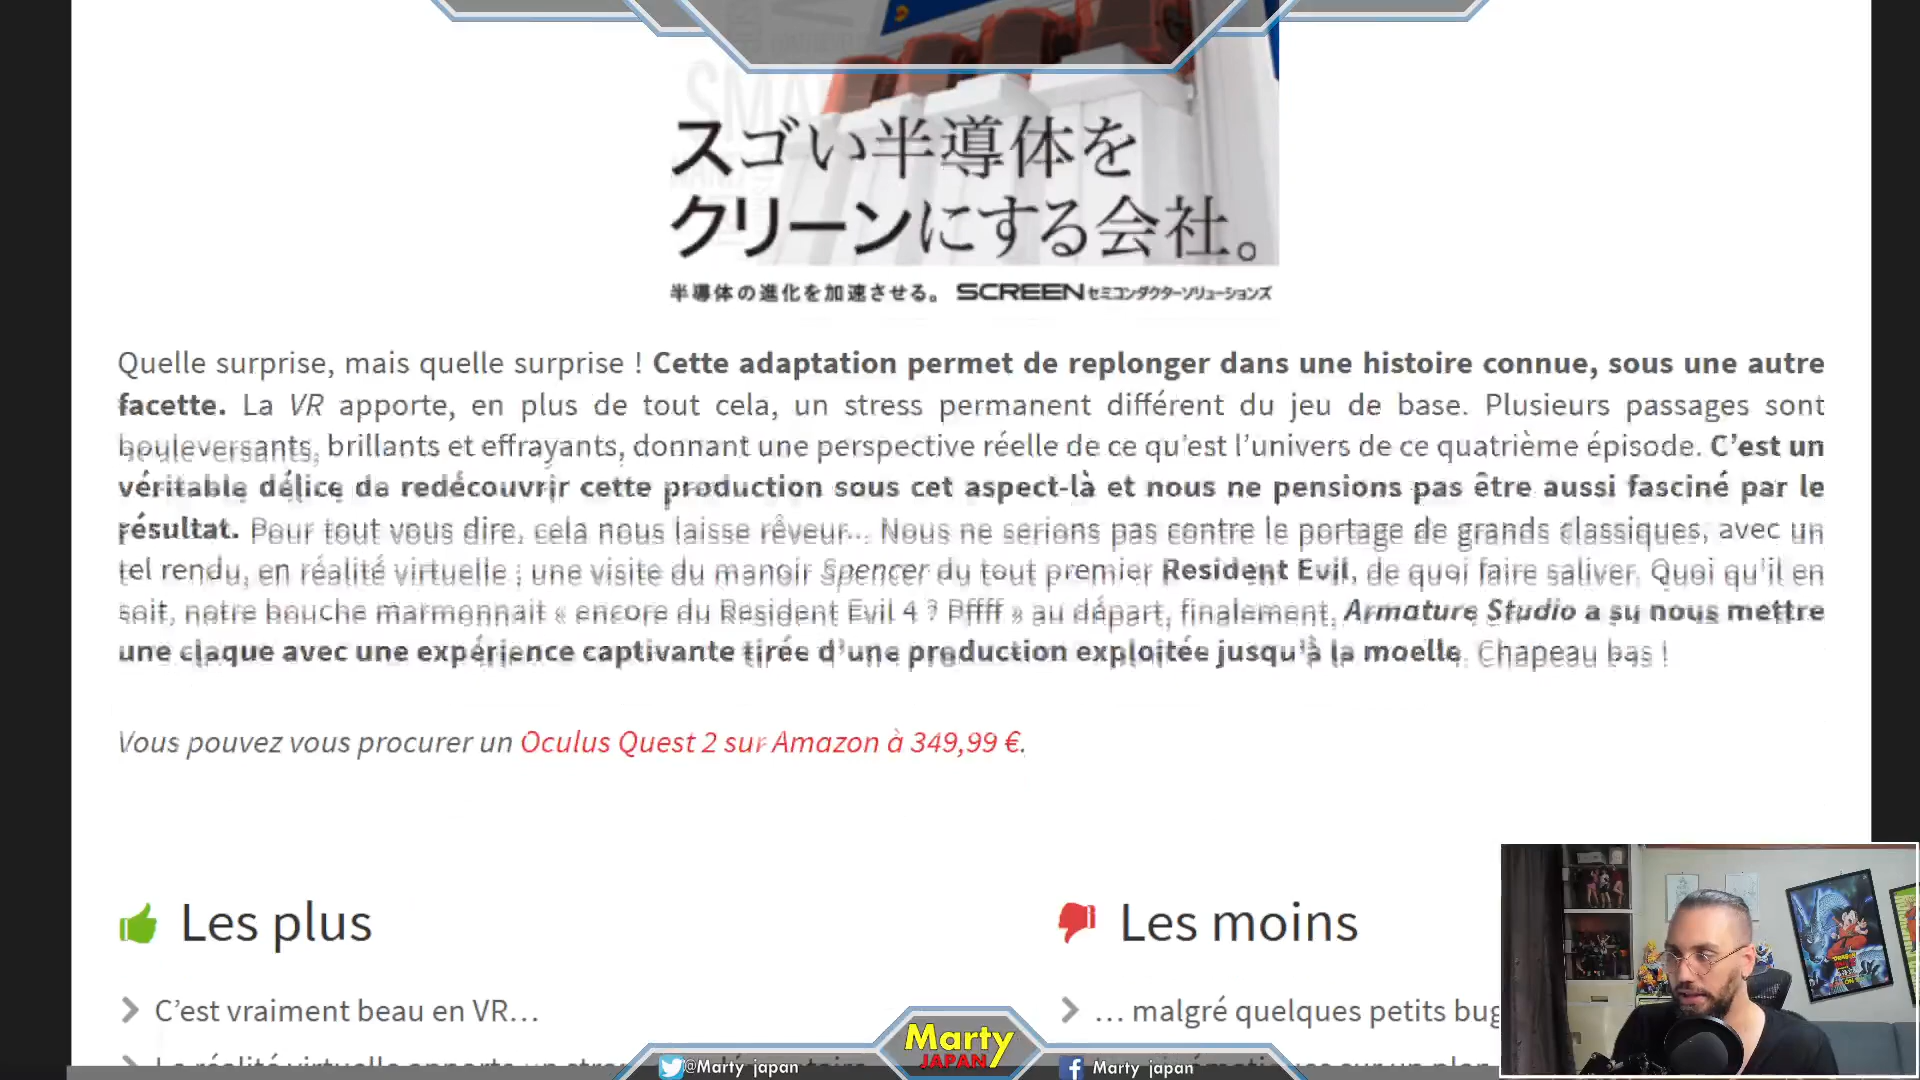 スゴい半導体を
クリーンにする会社。
半導体の進化を加速させる。 SCREEN セミコンダクターソリューションズ
Quelle surprise, mais quelle surprise ! Cette adaptation permet de replonger dans une histoire connue, sous une autre
facette. La VR apporte, en plus de tout cela, un stress permanent différent du jeu de base. Plusieurs passages sont
bouleversants, brillants et effrayants, donnant une perspective réelle de ce qu'est l'univers de ce quatrième épisode. C'est un
véritable délice de redécouvrir cette production sous cet aspect-là et nous ne pensions pas être aussi fasciné par le
résultat. Pour tout vous dire, cela nous laisse rêveur... Nous ne serions pas contre le portage de grands classiques, avec un
tel rendu, en réalité virtuelle ; une visite du manoir Spencer du tout premier Resident Evil, de quoi faire saliver. Quoi qu'il en
soit, notre bouche marmonnait « encore du Resident Evil 4 ? Pffff » au départ, finalement, Armature Studio a su nous mettre
une claque avec une expérience captivante tirée d'une production exploitée jusqu'à la moelle. Chapeau bas !
Vous pouvez vous procurer un Oculus Quest 2 sur Amazon à 349,99 €.
Les plus
Les moins
C'est vraiment beau en VR…
… malgré quelques petits bug
La réalité virtuelle apporte un
Marty
JAPAN
@Marty_japan
Marty_japan